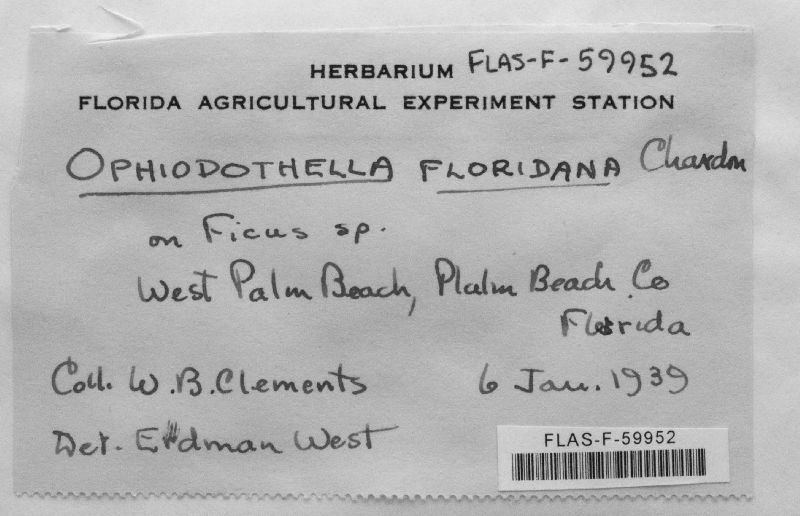 HERBARIUM FLAS-F-59952
FLORIDA AGRICULTURAL EXPERIMENT STATION
OPHIODOTHELLA FLORIDANA Chardon
on Ficus sp.
West Palm Beach, Plalm Beach Co
Florida
Coll. W.B. Clements 6 Jan. 1939
Det. Erdman West
FLAS-F-59952